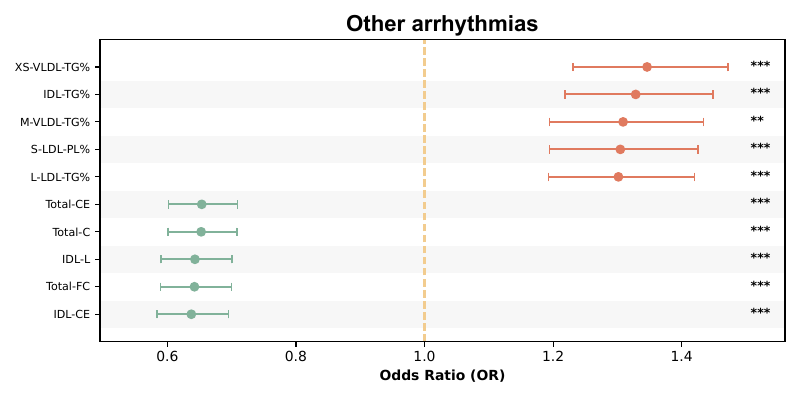 Other arrhythmias
XS-VLDL-TG% ***
IDL-TG% ***
M-VLDL-TG% **
S-LDL-PL% ***
L-LDL-TG% ***
Total-CE ***
Total-C ***
IDL-L ***
Total-FC ***
IDL-CE ***
0.6 0.8 1.0 1.2 1.4
Odds Ratio (OR)